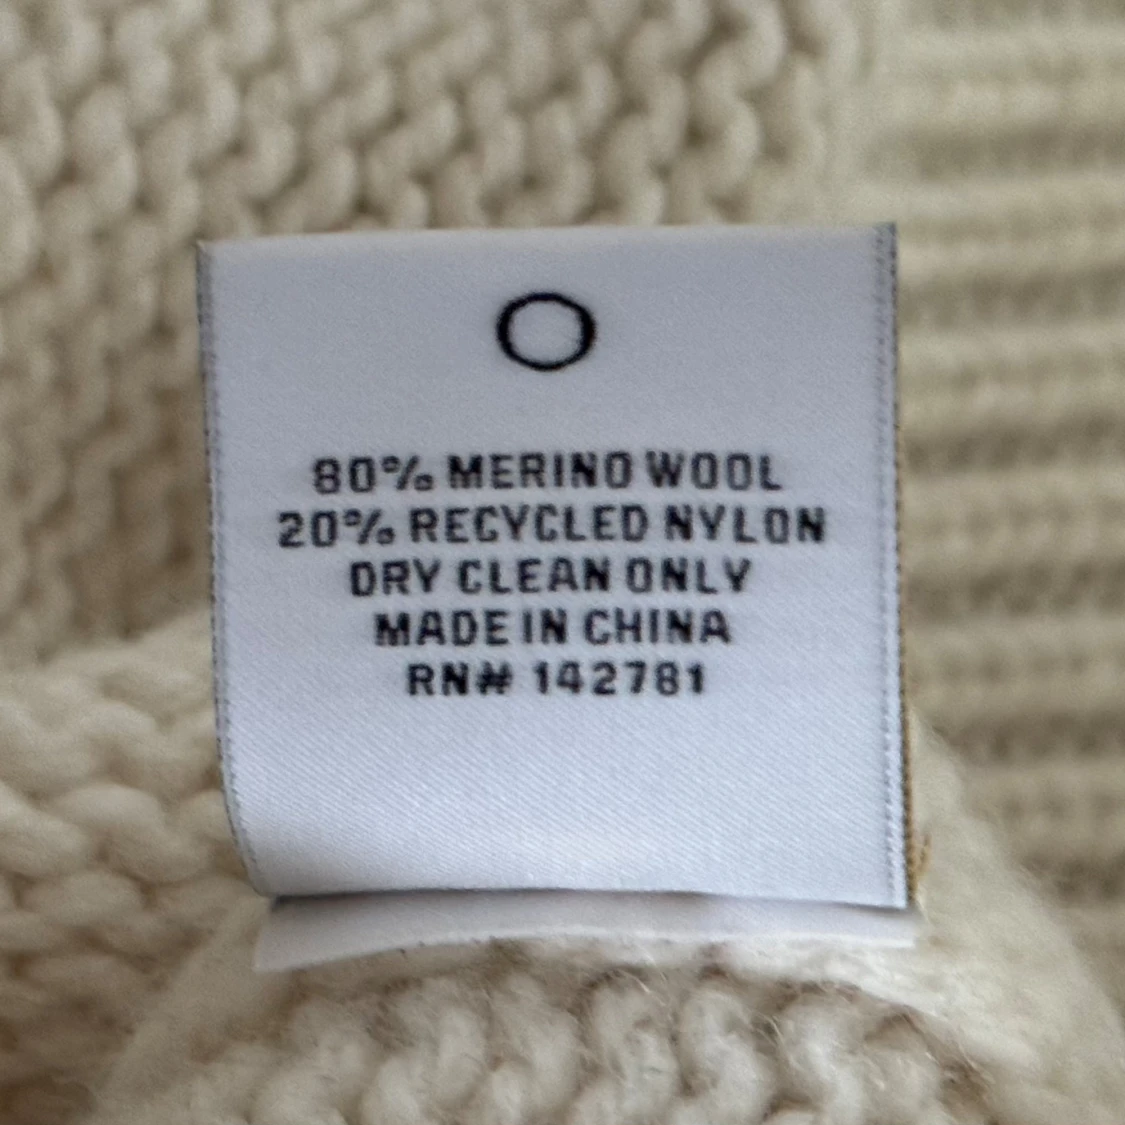 80% MERINO WOOL
20% RECYCLED NYLON
DRY CLEAN ONLY
MADE IN CHINA
RN# 142781